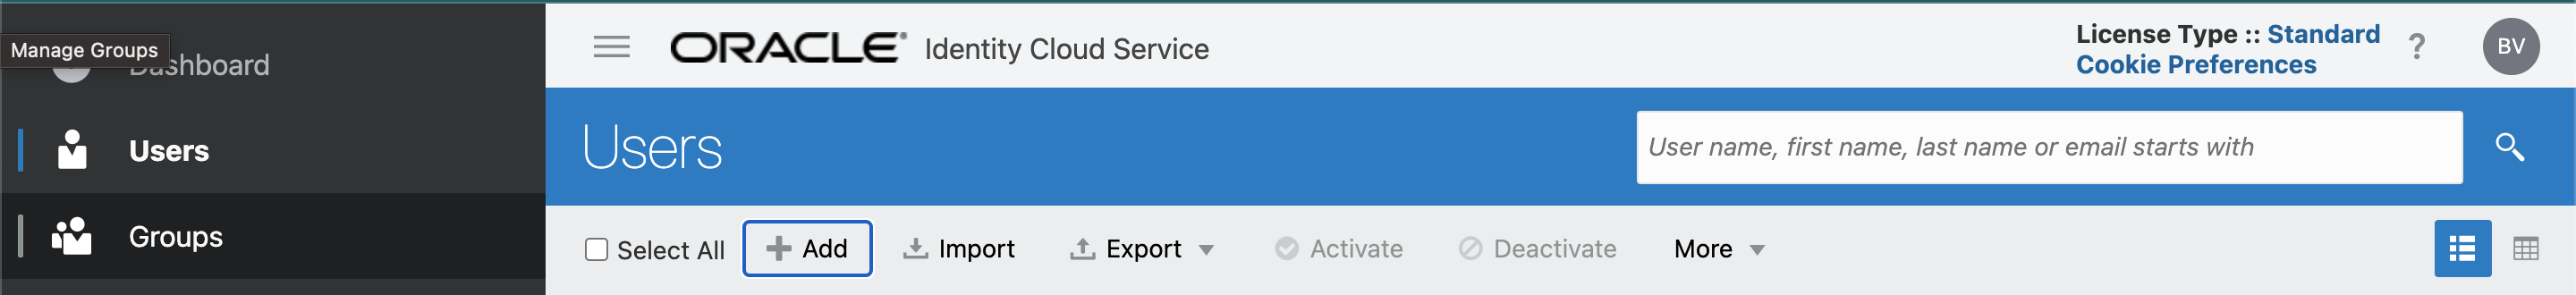 Manage Groups
Dashboard
Users
Groups
ORACLE® Identity Cloud Service
License Type :: Standard
Cookie Preferences
?
BV
Users
User name, first name, last name or email starts with
Select All
Add
Import
Export
Activate
Deactivate
More